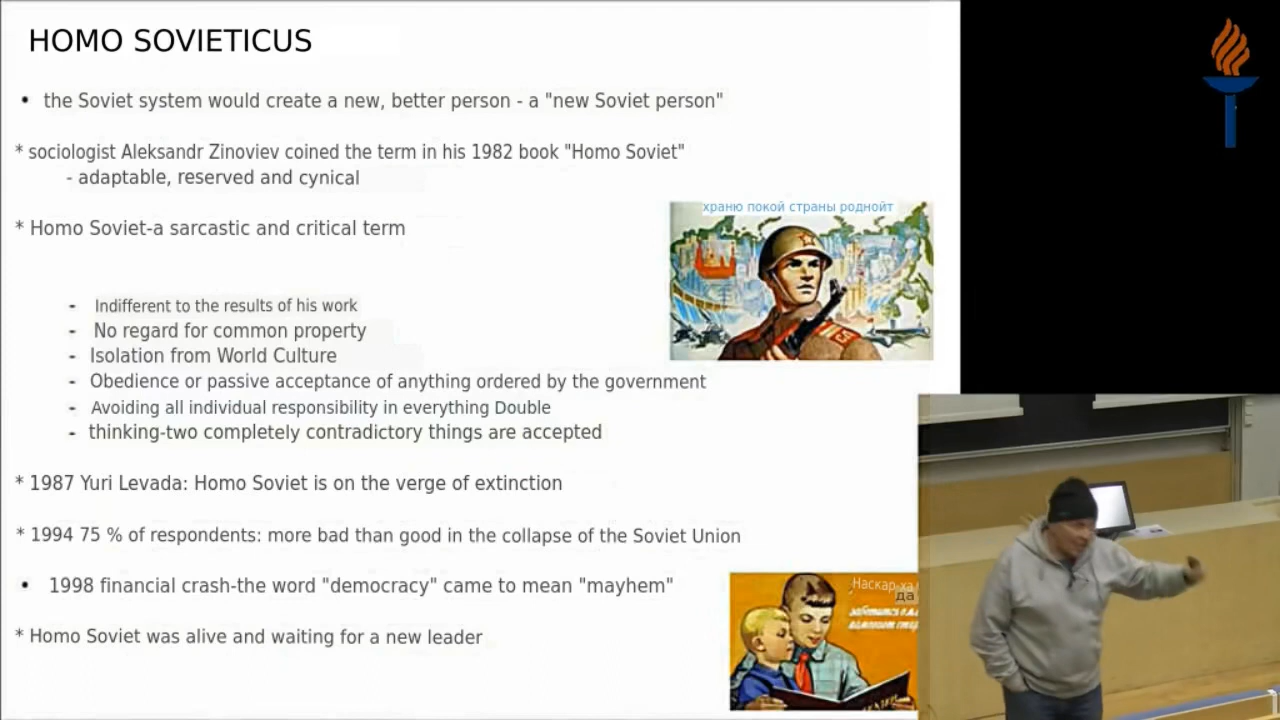 HOMO SOVIETICUS
• the Soviet system would create a new, better person - a "new Soviet person"
* sociologist Aleksandr Zinoviev coined the term in his 1982 book "Homo Soviet"
- adaptable, reserved and cynical
храню покой страны роднойт
* Homo Soviet-a sarcastic and critical term
- Indifferent to the results of his work
- No regard for common property
- Isolation from World Culture
- Obedience or passive acceptance of anything ordered by the government
- Avoiding all individual responsibility in everything Double
- thinking-two completely contradictory things are accepted
* 1987 Yuri Levada: Homo Soviet is on the verge of extinction
* 1994 75 % of respondents: more bad than good in the collapse of the Soviet Union
• 1998 financial crash-the word "democracy" came to mean "mayhem"
Наскар-ха
да
* Homo Soviet was alive and waiting for a new leader